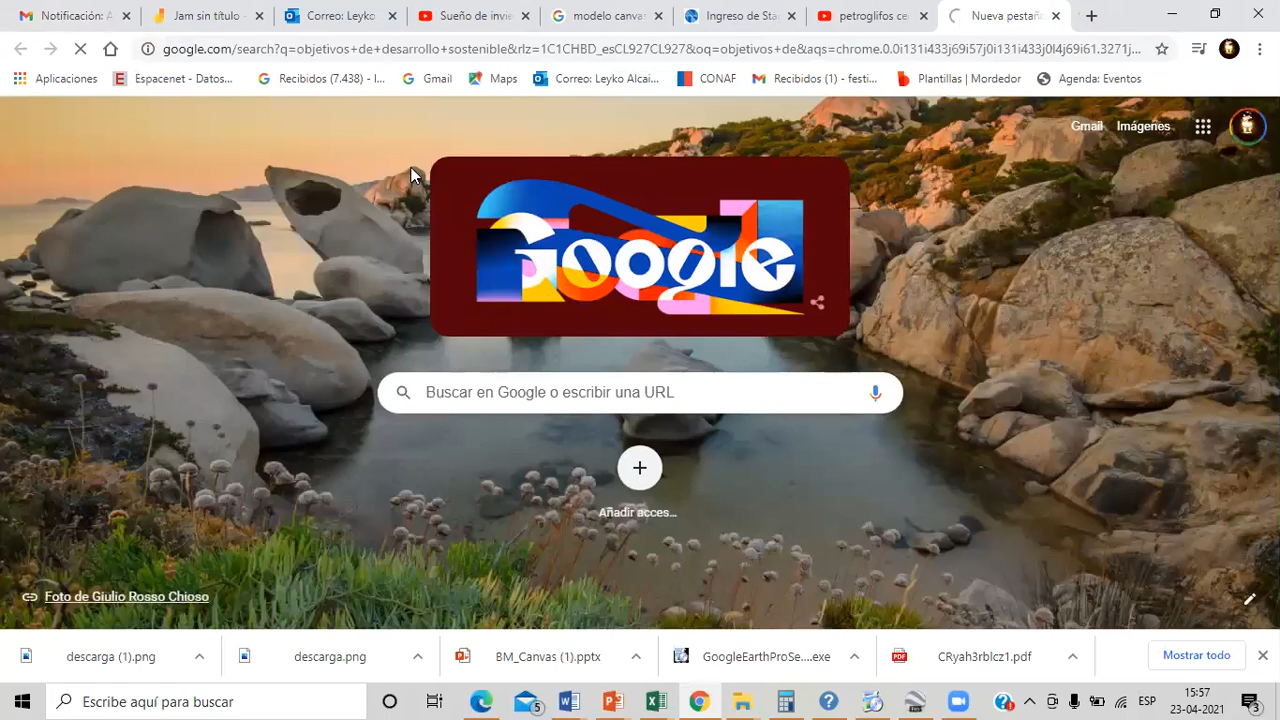 Notificación: A
Jam sin título -
Correo: Leyko
Sueño de invie
modelo canvas
Ingreso de Sta
petroglifos ce
Nueva pestañ
google.com/search?q=objetivos+de+desarrollo+sostenible&rlz=1C1CHBD_esCL927CL927&oq=objetivos+de&aqs=chrome.0.0i131i433j69i57j0i131i433j0l4j69i61.3271j...
Aplicaciones
Espacenet - Datos...
Recibidos (7.438) - l...
Gmail
Maps
Correo: Leyko Alcai...
CONAF
Recibidos (1) - festi...
Plantillas | Mordedor
Agenda: Eventos
Gmail Imágenes
Google
Buscar en Google o escribir una URL
Añadir acces...
Foto de Giulio Rosso Chioso
descarga (1).png
descarga.png
BM_Canvas (1).pptx
GoogleEarthProSe....exe
CRyah3rblcz1.pdf
Mostrar todo
Escribe aquí para buscar
5
ESP
15:57
23-04-2021
3